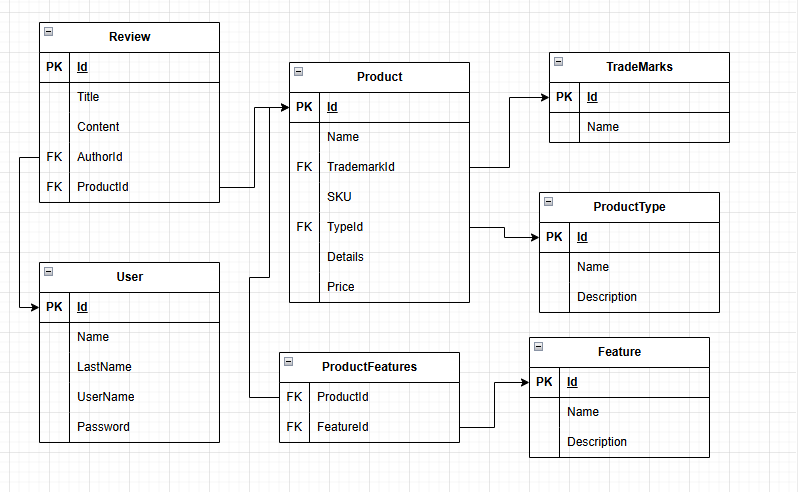 Review
PK Id
Title
Content
FK AuthorId
FK ProductId
User
PK Id
Name
LastName
UserName
Password
Product
PK Id
Name
FK TrademarkId
SKU
FK TypeId
Details
Price
ProductFeatures
FK ProductId
FK FeatureId
TradeMarks
PK Id
Name
ProductType
PK Id
Name
Description
Feature
PK Id
Name
Description